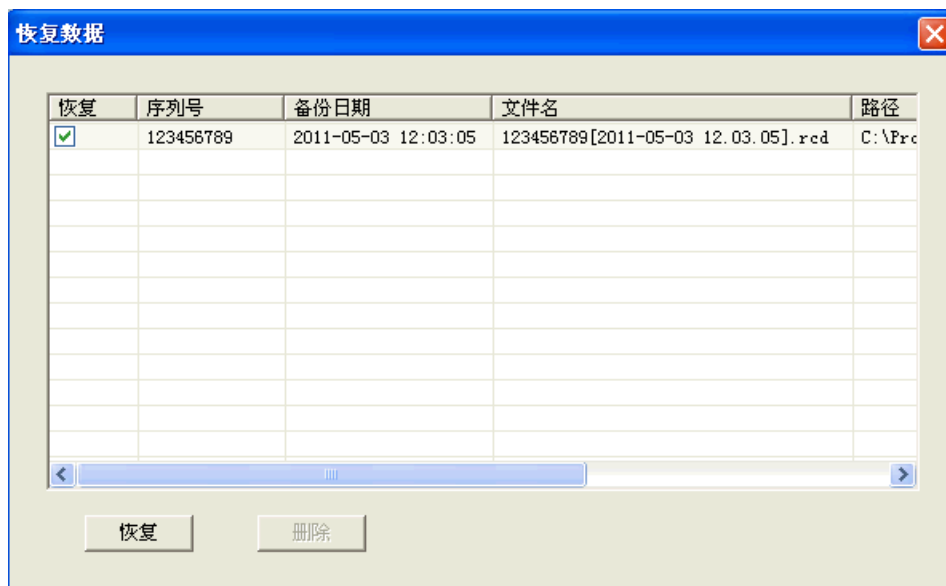 恢复数据
恢复 序列号 备份日期 文件名 路径
123456789 2011-05-03 12:03:05 123456789[2011-05-03 12.03.05].rcd C:\Pro
恢复 删除